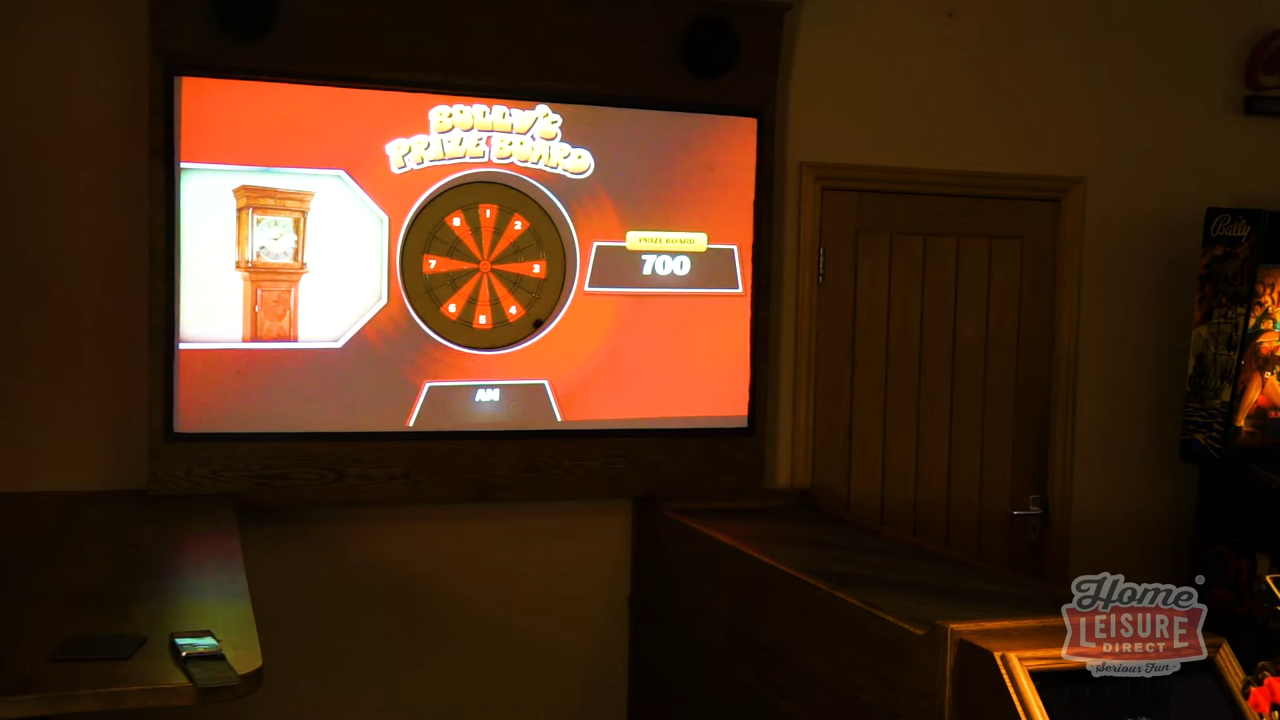 BULLY'S
PRIZE BOARD
8 1 2
7 3
6 5 4
PRIZE BOARD
700
AM
Bally
Home
LEISURE
DIRECT
Serious Fun